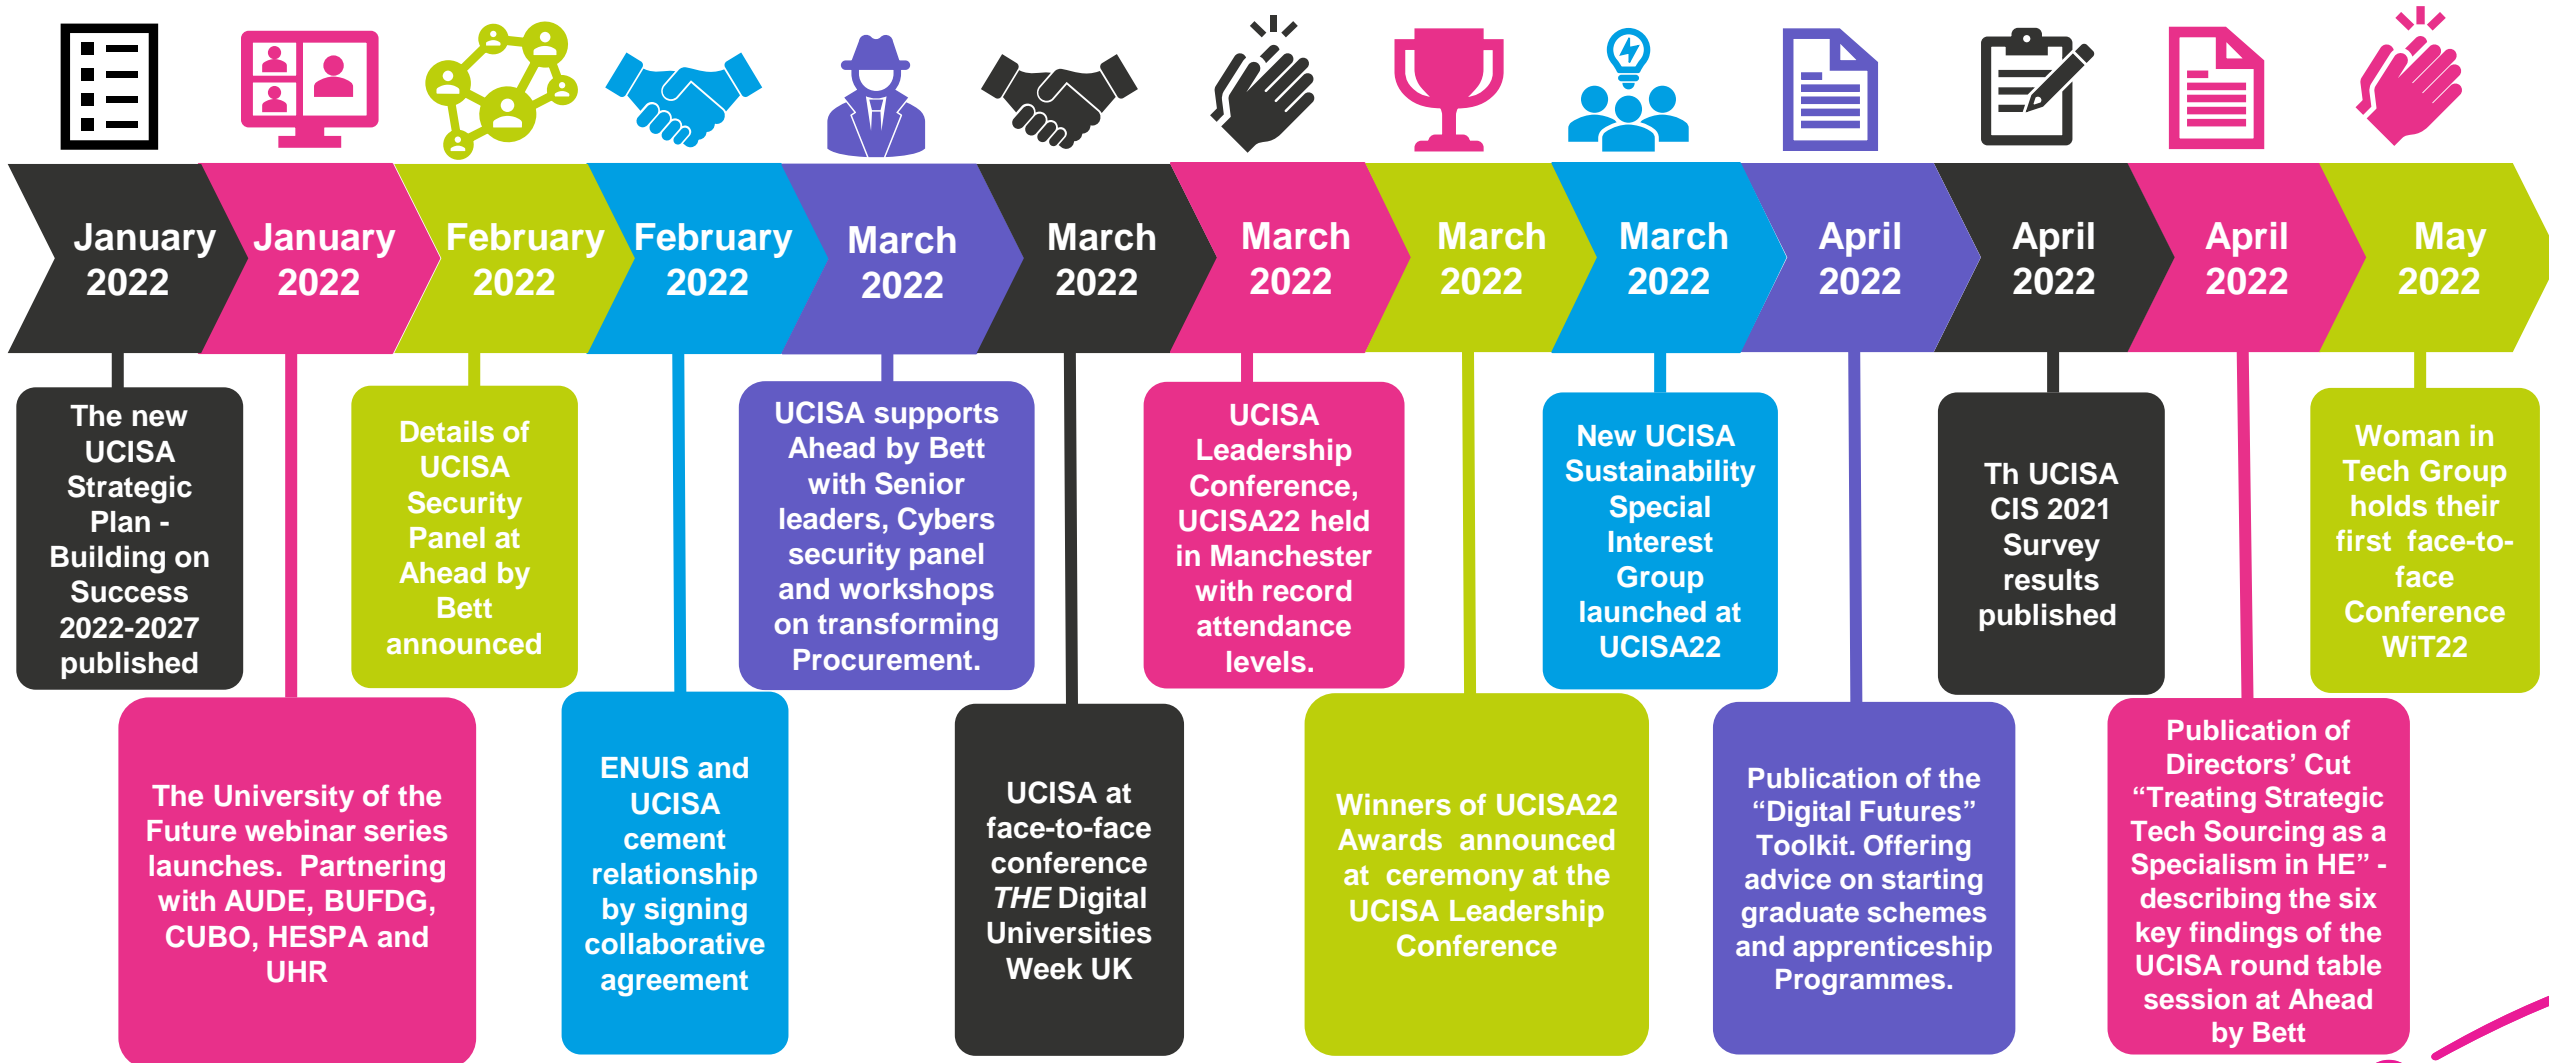 January
2022
January
2022
February
2022
February
2022
March
2022
March
2022
March
2022
March
2022
March
2022
April
2022
April
2022
April
2022
May
2022
The new
UCISA
Strategic
Plan -
Building on
Success
2022-2027
published
The University of the
Future webinar series
launches. Partnering
with AUDE, BUFDG,
CUBO, HESPA and
UHR
Details of
UCISA
Security
Panel at
Ahead by
Bett
announced
ENUIS and
UCISA
cement
relationship
by signing
collaborative
agreement
UCISA supports
Ahead by Bett
with Senior
leaders, Cybers
security panel
and workshops
on transforming
Procurement.
UCISA at
face-to-face
conference
THE Digital
Universities
Week UK
UCISA
Leadership
Conference,
UCISA22 held
in Manchester
with record
attendance
levels.
Winners of UCISA22
Awards announced
at ceremony at the
UCISA Leadership
Conference
New UCISA
Sustainability
Special
Interest
Group
launched at
UCISA22
Publication of the
“Digital Futures”
Toolkit. Offering
advice on starting
graduate schemes
and apprenticeship
Programmes.
Th UCISA
CIS 2021
Survey
results
published
Publication of
Directors’ Cut
“Treating Strategic
Tech Sourcing as a
Specialism in HE” -
describing the six
key findings of the
UCISA round table
session at Ahead
by Bett
Woman in
Tech Group
holds their
first face-to-
face
Conference
WiT22